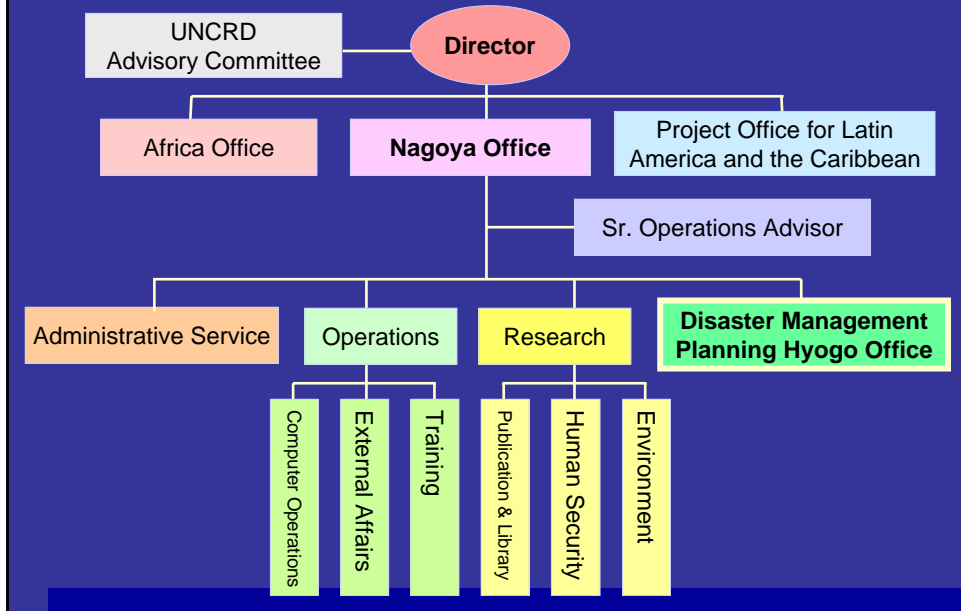 UNCRD
Advisory Committee
Director
Africa Office
Nagoya Office
Project Office for Latin
America and the Caribbean
Sr. Operations Advisor
Administrative Service
Operations
Research
Disaster Management
Planning Hyogo Office
Computer Operations
External Affairs
Training
Publication & Library
Human Security
Environment